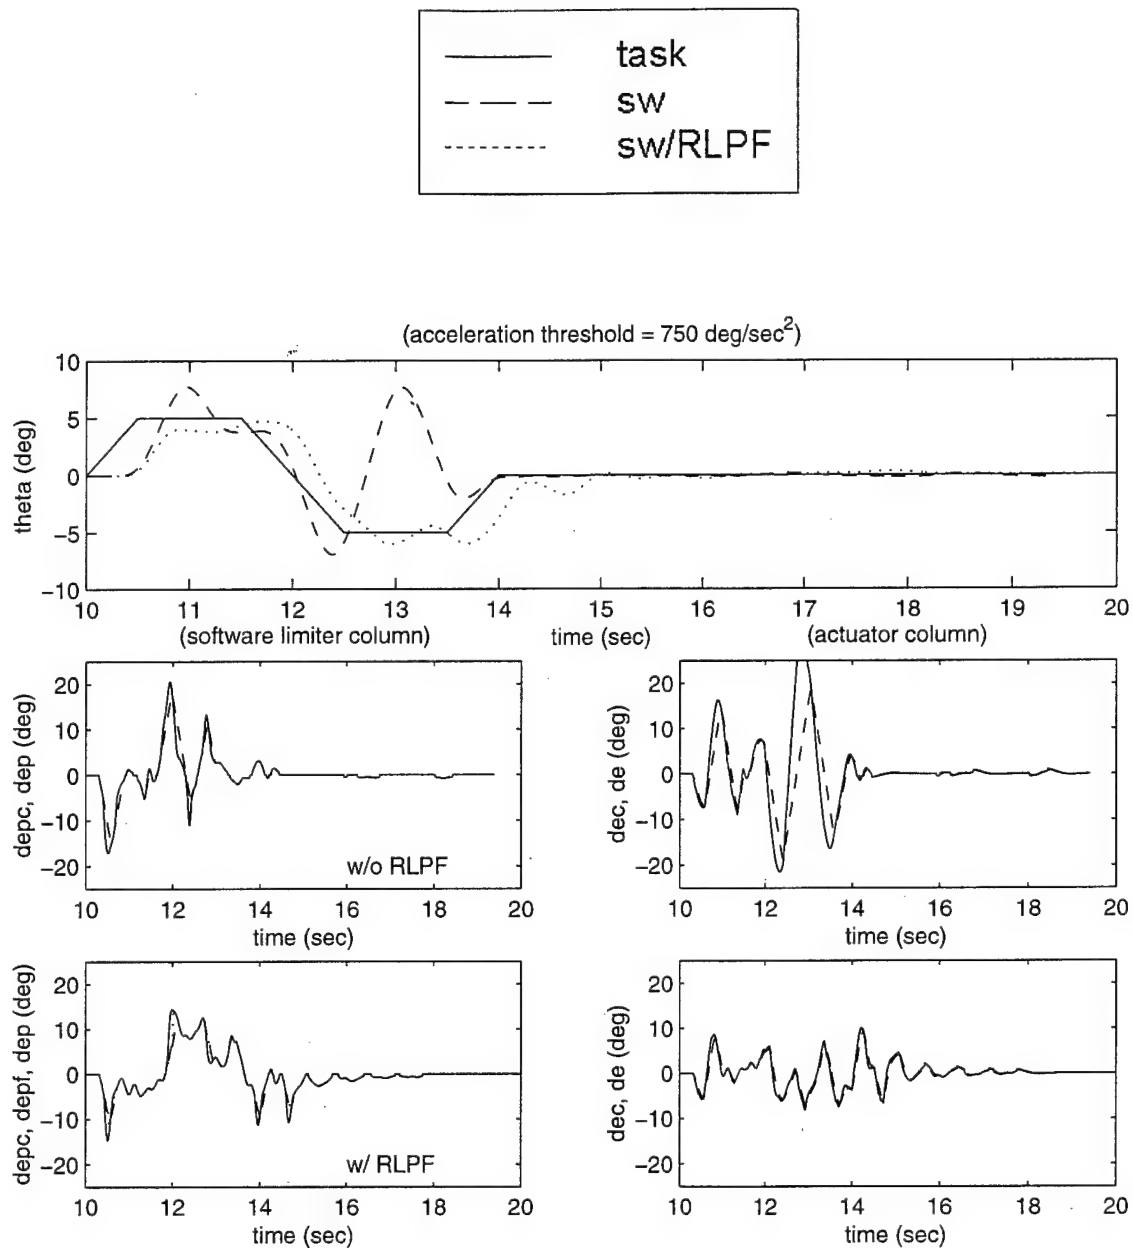 task
sw
sw/RLPF
(acceleration threshold = 750 deg/sec2)
theta (deg)
10
5
0
−5
−10
10 11 12 13 14 15 16 17 18 19 20
(software limiter column) time (sec) (actuator column)
depc, dep (deg)
20
10
0
−10
−20
w/o RLPF
10 12 14 16 18 20
time (sec)
dec, de (deg)
20
10
0
−10
−20
10 12 14 16 18 20
time (sec)
depc, depf, dep (deg)
20
10
0
−10
−20
w/ RLPF
10 12 14 16 18 20
time (sec)
dec, de (deg)
20
10
0
−10
−20
10 12 14 16 18 20
time (sec)